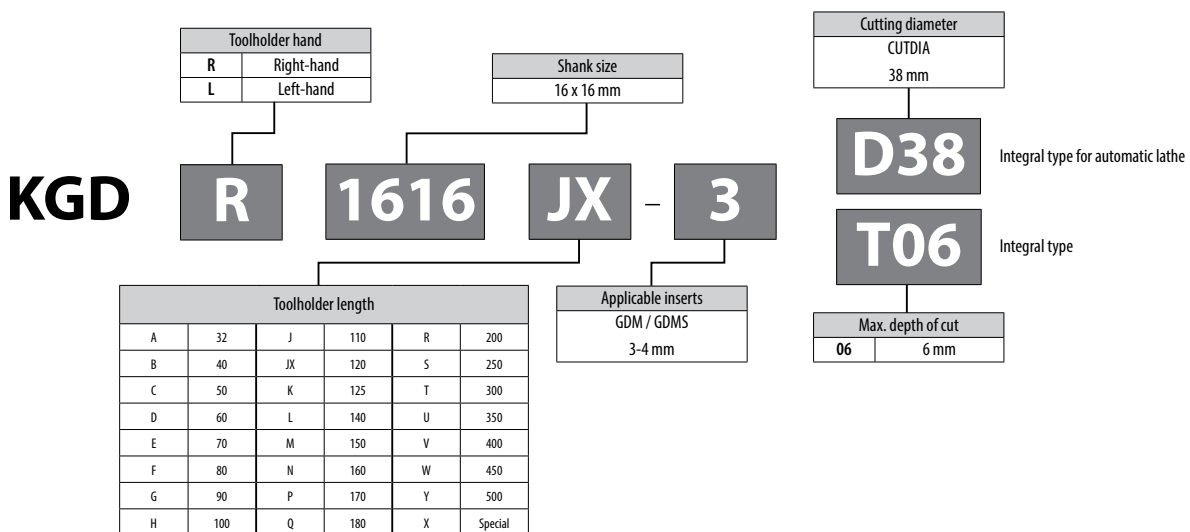 Toolholder hand
R Right-hand
L Left-hand
Shank size
16 x 16 mm
Cutting diameter
CUTDIA
38 mm
KGD R 1616 JX – 3
D38 Integral type for automatic lathe
T06 Integral type
Toolholder length
A 32 J 110 R 200
B 40 JX 120 S 250
C 50 K 125 T 300
D 60 L 140 U 350
E 70 M 150 V 400
F 80 N 160 W 450
G 90 P 170 Y 500
H 100 Q 180 X Special
Applicable inserts
GDM / GDMS
3-4 mm
Max. depth of cut
06 6 mm